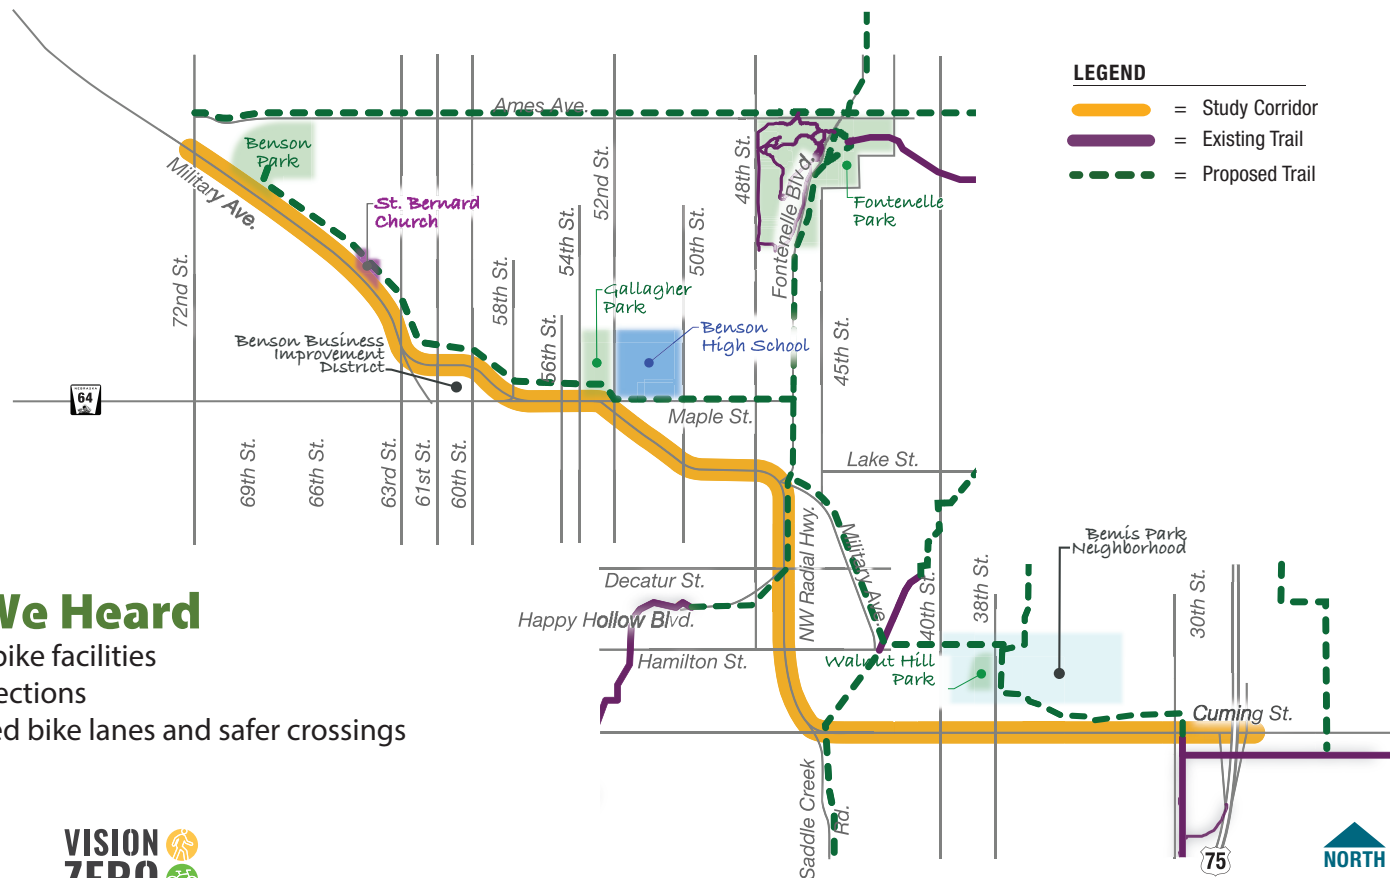 Ames Ave.
LEGEND
= Study Corridor
= Existing Trail
= Proposed Trail
Benson
Park
Military Ave.
St. Bernard
Church
72nd St.
52nd St.
54th St.
50th St.
48th St.
Fontenelle Blvd.
Fontenelle
Park
58th St.
56th St.
45th St.
Gallagher
Park
Benson
High School
Benson Business
Improvement
District
NEBRASKA
64
Maple St.
69th St.
66th St.
63rd St.
61st St.
60th St.
Lake St.
NW Radial Hwy.
Military Ave.
40th St.
38th St.
Bemis Park
Neighborhood
30th St.
Decatur St.
Happy Hollow Blvd.
Hamilton St.
Walnut Hill
Park
Cuming St.
Saddle Creek
Rd.
75
NORTH
We Heard
bike facilities
ections
ed bike lanes and safer crossings
VISION
ZERO